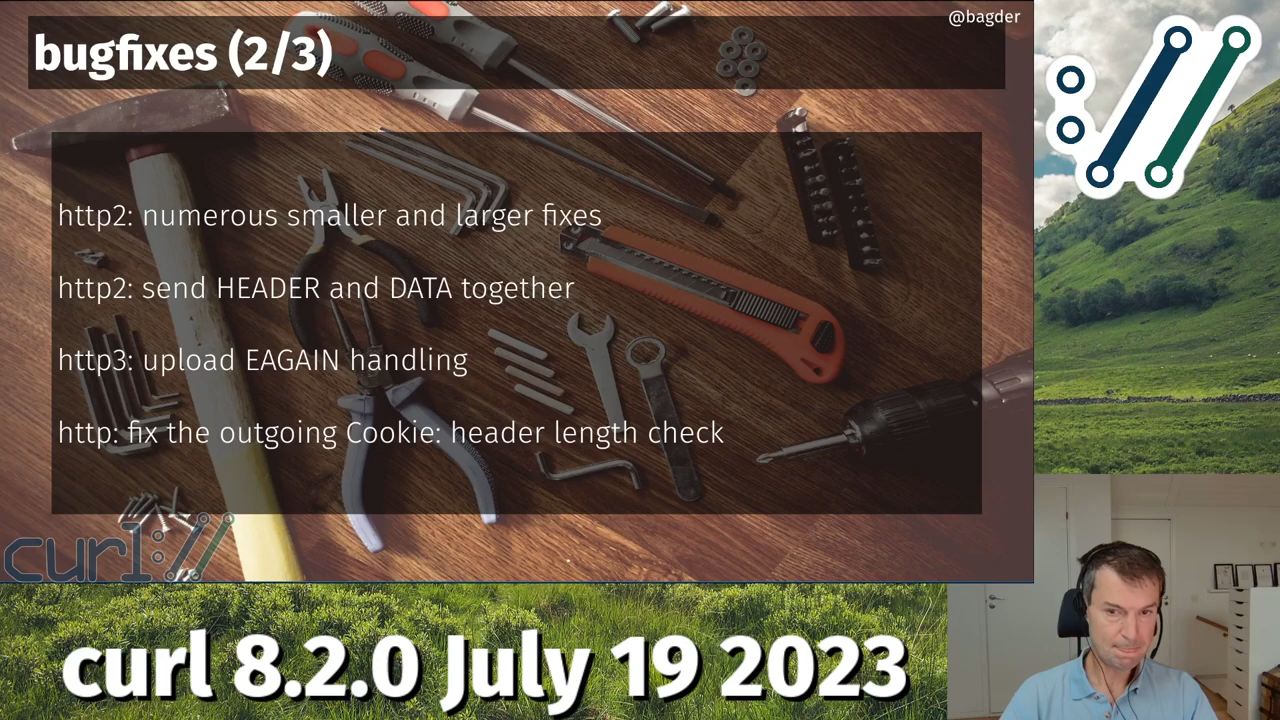 @bagder
bugfixes (2/3)
http2: numerous smaller and larger fixes
http2: send HEADER and DATA together
http3: upload EAGAIN handling
http: fix the outgoing Cookie: header length check
curl://
curl 8.2.0 July 19 2023